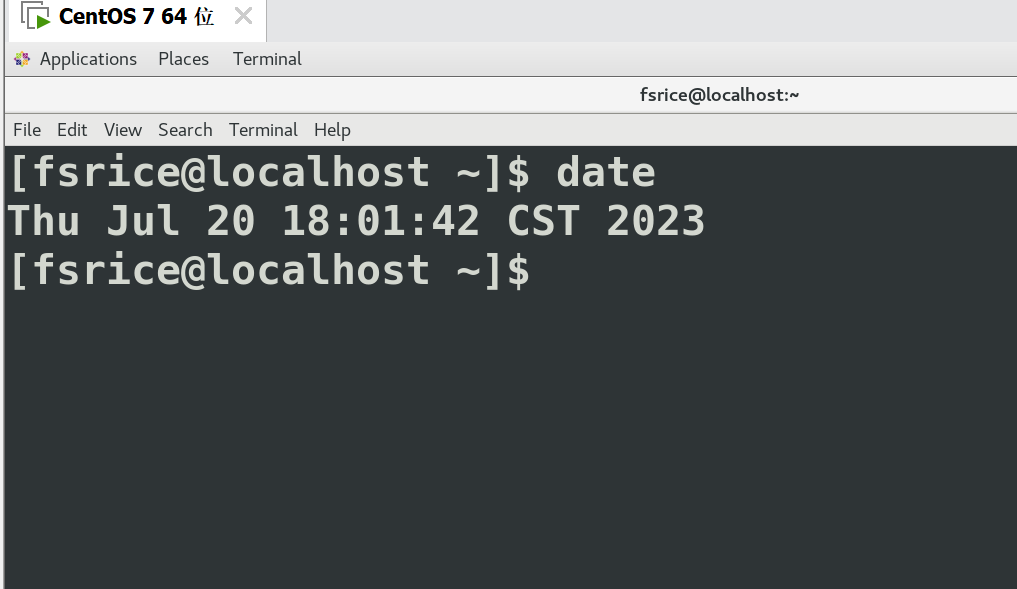 CentOS 7 64 位
Applications Places Terminal
fsrice@localhost:~
File Edit View Search Terminal Help
[fsrice@localhost ~]$ date
Thu Jul 20 18:01:42 CST 2023
[fsrice@localhost ~]$